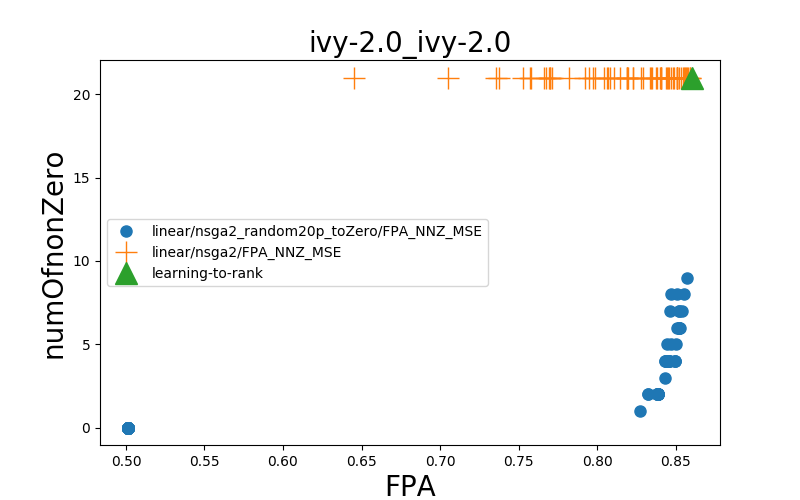 ivy-2.0_ivy-2.0
numOfnonZero
20
15
10
5
0
linear/nsga2_random20p_toZero/FPA_NNZ_MSE
linear/nsga2/FPA_NNZ_MSE
learning-to-rank
0.50 0.55 0.60 0.65 0.70 0.75 0.80 0.85
FPA